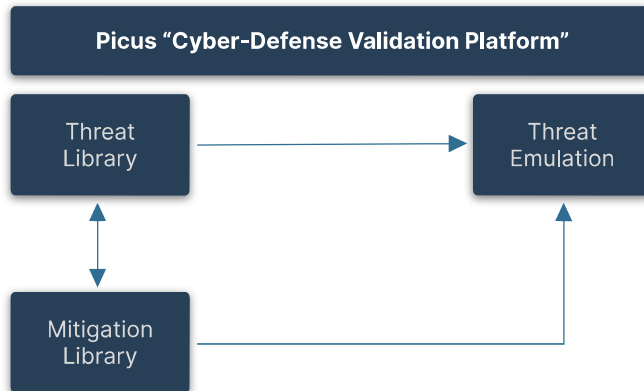 Picus “Cyber-Defense Validation Platform”
Threat
Library
Threat
Emulation
Mitigation
Library